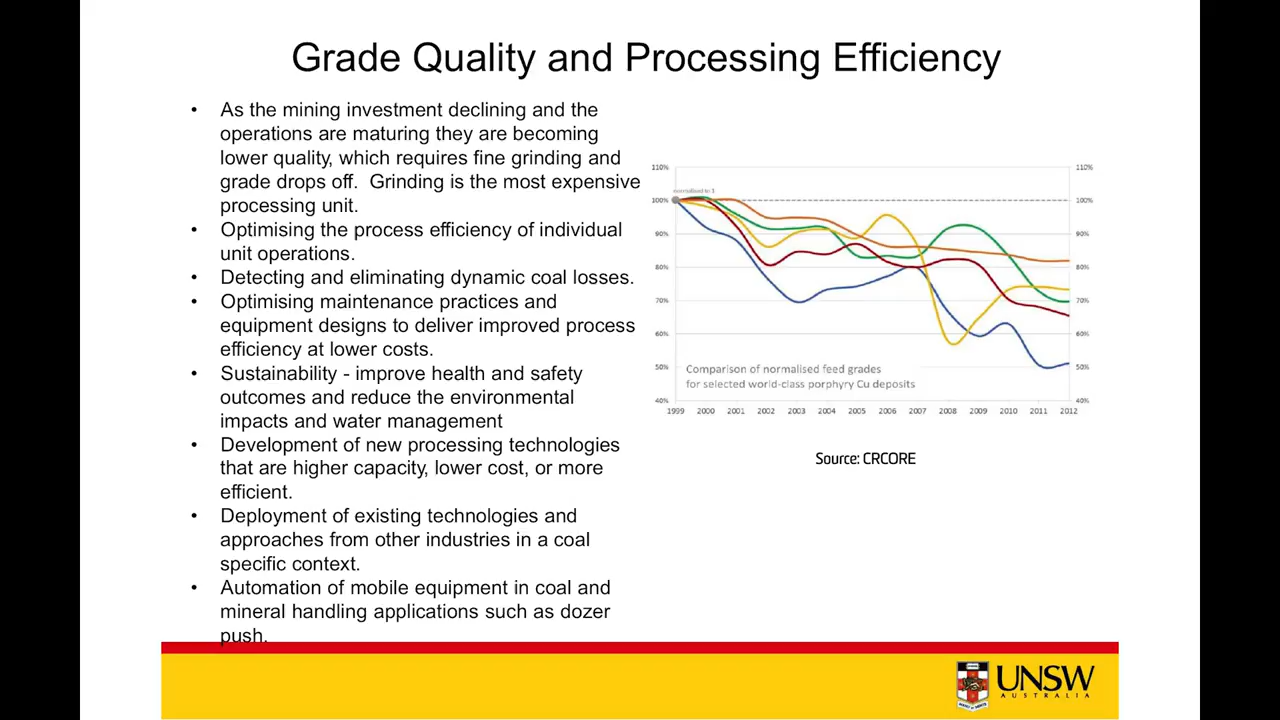 Grade Quality and Processing Efficiency
• As the mining investment declining and the
operations are maturing they are becoming
lower quality, which requires fine grinding and
grade drops off.  Grinding is the most expensive
processing unit.
• Optimising the process efficiency of individual
unit operations.
• Detecting and eliminating dynamic coal losses.
• Optimising maintenance practices and
equipment designs to deliver improved process
efficiency at lower costs.
• Sustainability - improve health and safety
outcomes and reduce the environmental
impacts and water management
• Development of new processing technologies
that are higher capacity, lower cost, or more
efficient.
• Deployment of existing technologies and
approaches from other industries in a coal
specific context.
• Automation of mobile equipment in coal and
mineral handling applications such as dozer
push.
110% 110%
normalised to 1
100% 100%
90% 90%
80% 80%
70% 70%
60% 60%
50% 50%
40% 40%
Comparison of normalised feed grades
for selected world-class porphyry Cu deposits
1999 2000 2001 2002 2003 2004 2005 2006 2007 2008 2009 2010 2011 2012
Source: CRCORE
UNSW
AUSTRALIA